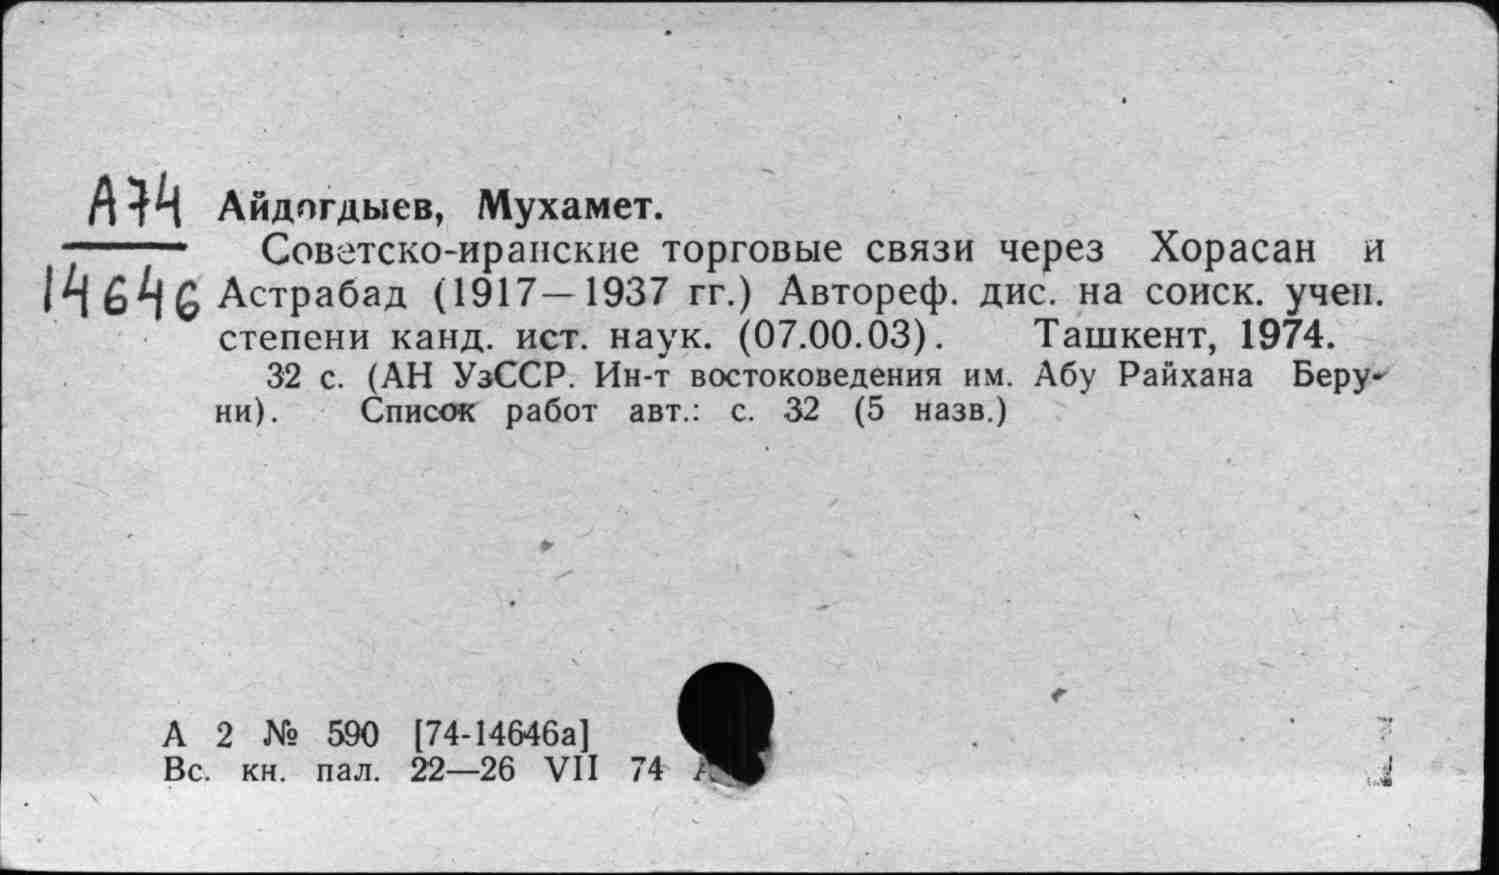 А74 Айдогдыев, Мухамет.
Советско-иранские торговые связи через Хорасан и
14646 Астрабад (1917—1937 гг.) Автореф. дис. на соиск. учен.
степени канд. ист. наук. (07.00.03). Ташкент, 1974.
32 с. (АН УзССР. Ин-т востоковедения им. Абу Райхана Беру-
ни). Список работ авт.: с. 32 (5 назв.)
А 2 № 590 [74-14646а]
Вс. кн. пал. 22—26 VII 74